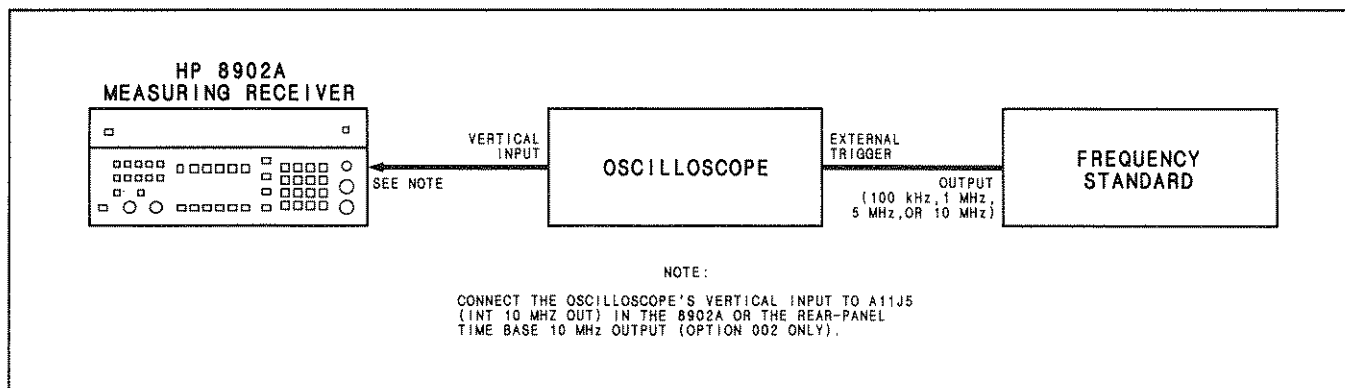 HP 8902A
MEASURING RECEIVER
VERTICAL
INPUT
SEE NOTE
OSCILLOSCOPE
EXTERNAL
TRIGGER
OUTPUT
(100 kHz,1 MHz,
5 MHz,OR 10 MHz)
FREQUENCY
STANDARD
NOTE:
CONNECT THE OSCILLOSCOPE'S VERTICAL INPUT TO A11J5
(INT 10 MHZ OUT) IN THE 8902A OR THE REAR-PANEL
TIME BASE 10 MHz OUTPUT (OPTION 002 ONLY).